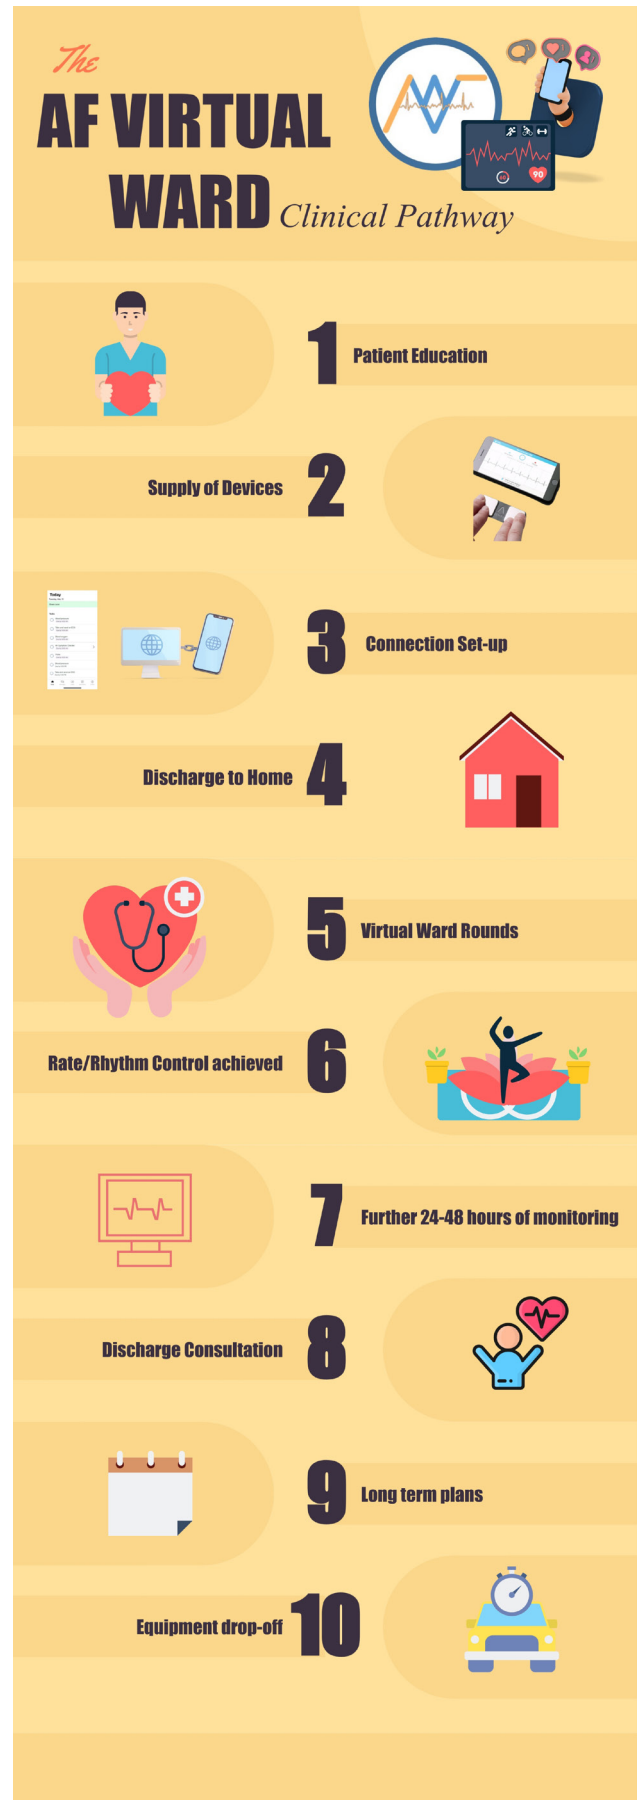 The
AF VIRTUAL
WARD Clinical Pathway
90
1 Patient Education
Supply of Devices 2
Today
3 Connection Set-up
Discharge to Home 4
5 Virtual Ward Rounds
Rate/Rhythm Control achieved 6
7 Further 24-48 hours of monitoring
Discharge Consultation 8
9 Long term plans
Equipment drop-off 10